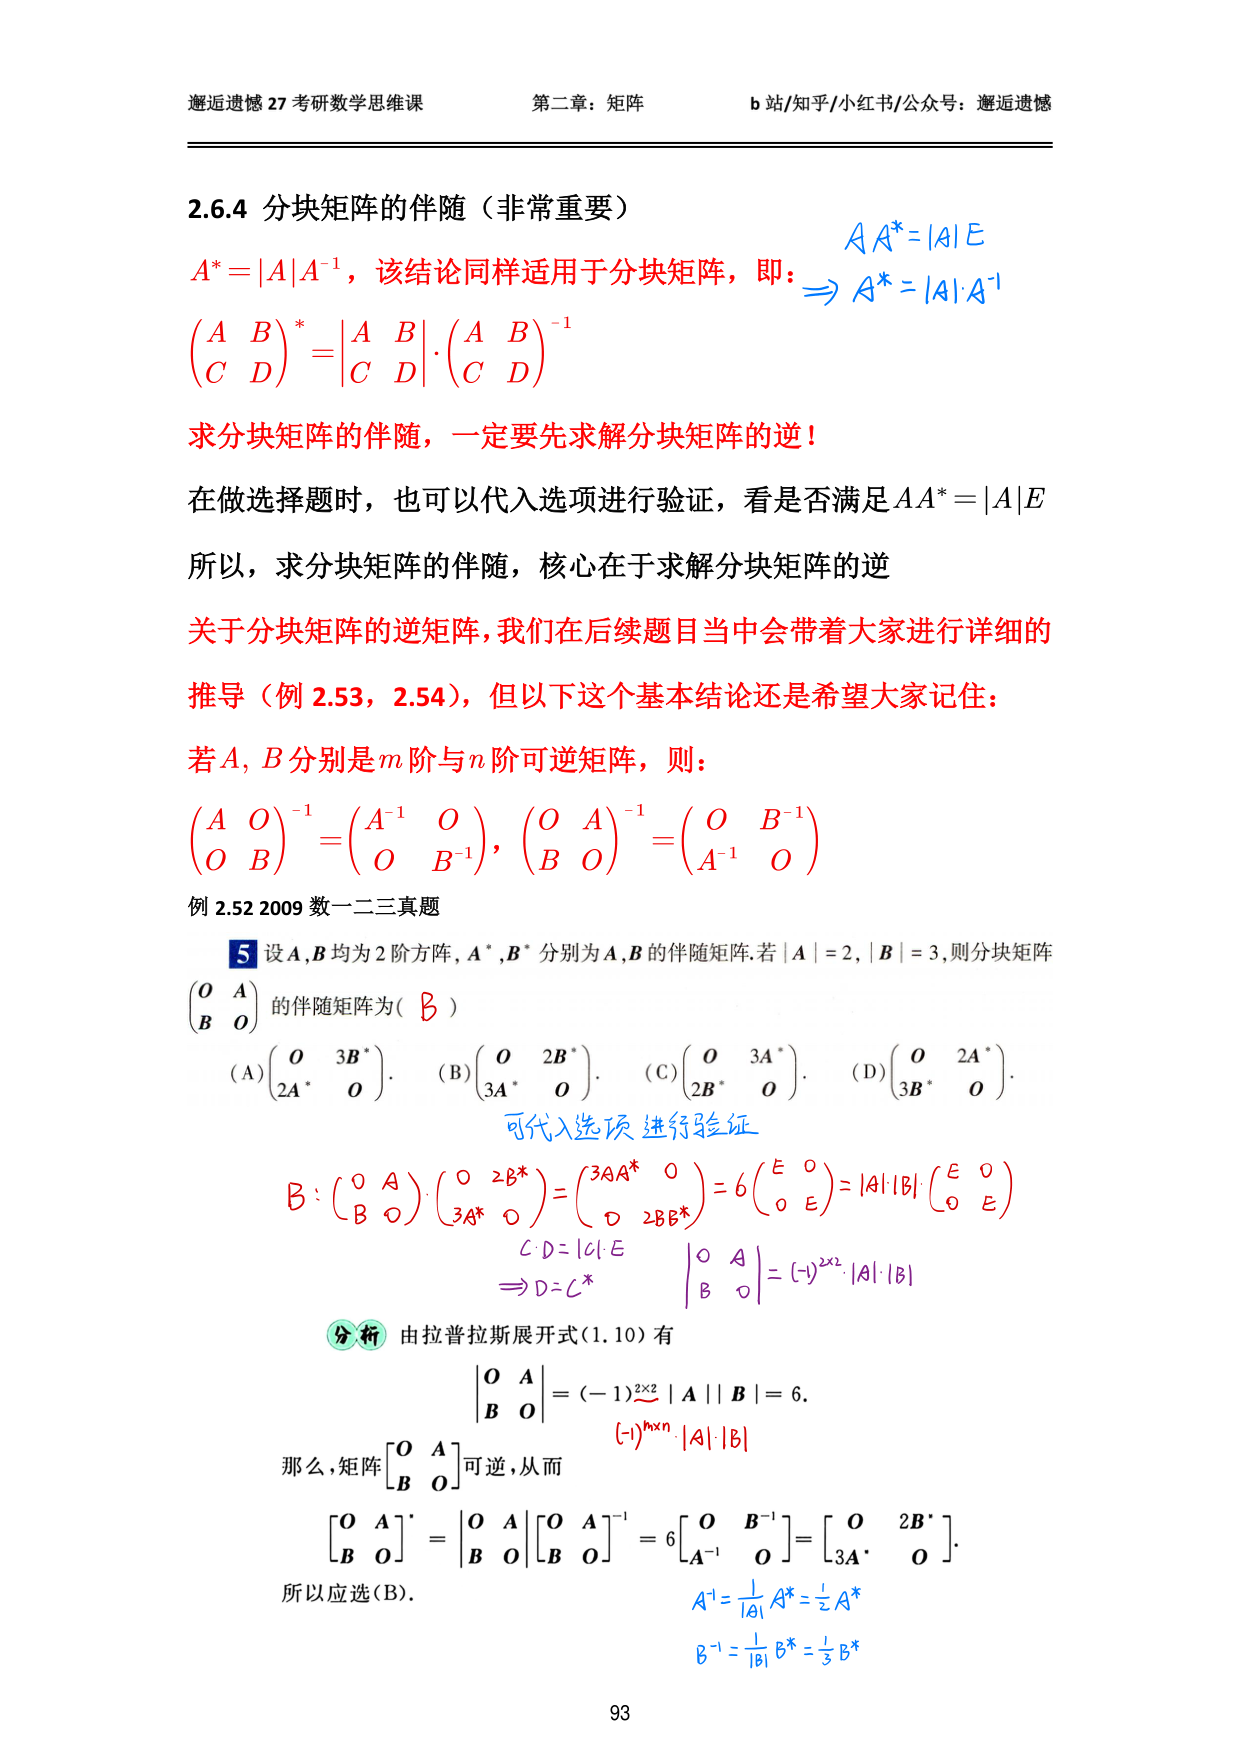 邂逅遗憾 27 考研数学思维课 第二章：矩阵 b 站/知乎/小红书/公众号：邂逅遗憾
2.6.4 分块矩阵的伴随（非常重要）
AA* = |A|E
A* = |A|A⁻¹，该结论同样适用于分块矩阵，即：
⇒ A* = |A|·A⁻¹
(A B; C D)* = |A B; C D| · (A B; C D)⁻¹
求分块矩阵的伴随，一定要先求解分块矩阵的逆！
在做选择题时，也可以代入选项进行验证，看是否满足AA* = |A|E
所以，求分块矩阵的伴随，核心在于求解分块矩阵的逆
关于分块矩阵的逆矩阵，我们在后续题目当中会带着大家进行详细的
推导（例 2.53，2.54），但以下这个基本结论还是希望大家记住：
若A, B分别是m阶与n阶可逆矩阵，则：
(A O; O B)⁻¹ = (A⁻¹ O; O B⁻¹)，(O A; B O)⁻¹ = (O B⁻¹; A⁻¹ O)
例 2.52 2009 数一二三真题
5 设A,B均为2阶方阵,A*,B*分别为A,B的伴随矩阵.若|A|=2,|B|=3,则分块矩阵
(O A; B O)的伴随矩阵为( B )
(A)(O 3B*; 2A* O). (B)(O 2B*; 3A* O). (C)(O 3A*; 2B* O). (D)(O 2A*; 3B* O).
可代入选项 进行验证
B：(O A; B O)·(O 2B*; 3A* O) = (3AA* O; O 2BB*) = 6(E O; O E) = |A|·|B|·(E O; O E)
C·D = |C|·E
⇒ D = C*
|O A; B O| = (-1)²ˣ²·|A|·|B|
分析 由拉普拉斯展开式(1.10)有
|O A; B O| = (-1)²ˣ² |A||B| = 6.
(-1)ᵐˣⁿ·|A|·|B|
那么,矩阵[O A; B O]可逆,从而
[O A; B O]* = |O A; B O| [O A; B O]⁻¹ = 6[O B⁻¹; A⁻¹ O] = [O 2B*; 3A* O].
所以应选(B).
A⁻¹ = 1/|A| A* = 1/2 A*
B⁻¹ = 1/|B| B* = 1/3 B*
93